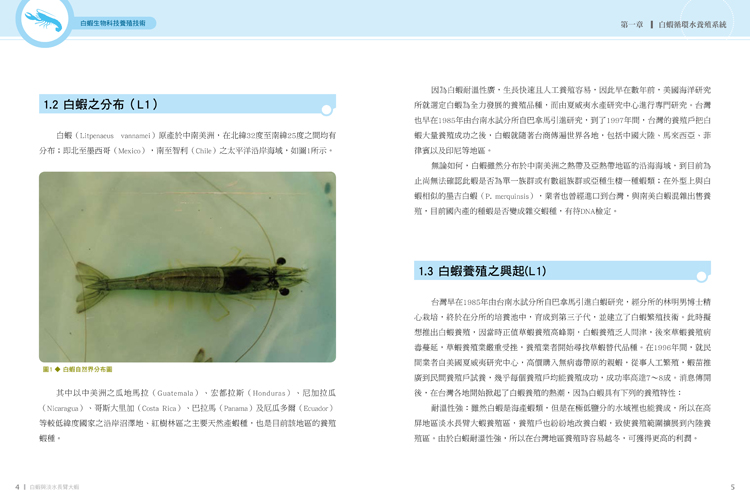 白蝦生物科技養殖技術
第一章 ▎ 白蝦循環水養殖系統
1.2 白蝦之分布（L1）
白蝦（Litpenaeus vannamei）原產於中南美洲，在北緯32度至南緯25度之間均有
分布；即北至墨西哥（Mexico），南至智利（Chile）之太平洋沿岸海域，如圖1所示。
圖1 ◆ 白蝦自然界分布圖
其中以中美洲之瓜地馬拉（Guatemala）、宏都拉斯（Honduras）、尼加拉瓜
（Nicaragua）、哥斯大里加（Costa Rica）、巴拉馬（Panama）及厄瓜多爾（Ecuador）
等較低緯度國家之沿岸沼澤地、紅樹林區之主要天然產蝦種，也是目前該地區的養殖
蝦種。
4 ▎ 白蝦稱淡水長臂大蝦
因為白蝦耐溫性廣，生長快速且人工養殖容易，因此早在數年前，美國海洋研究
所就選定白蝦為全力發展的養殖品種，而由夏威夷水產研究中心進行專門研究。台灣
也早在1985年由台南水試分所自巴拿馬引進研究，到了1997年間，台灣的養殖戶把白
蝦大量養殖成功之後，白蝦就隨著台商傳遍世界各地，包括中國大陸、馬來西亞、菲
律賓以及印尼等地區。
無論如何，白蝦雖然分布於中南美洲之熱帶及亞熱帶地區的沿海海域，到目前為
止尚無法確認此蝦是否為單一族群或有數組族群或亞種生棲一種蝦類；在外型上與白
蝦相似的墨吉白蝦（P. merquinsis），業者也曾經進口到台灣，與南美白蝦混雜出售養
殖，目前國內產的種蝦是否變成雜交蝦種，有待DNA檢定。
1.3 白蝦養殖之興起(L1)
台灣早在1985年由台南水試分所自巴拿馬引進白蝦研究，經分所的林明男博士精
心栽培，終於在分所的培養池中，育成到第三子代，並建立了白蝦繁殖技術。此時擬
想推出白蝦養殖，因當時正值草蝦養殖高峰期，白蝦養殖乏人問津，後來草蝦養殖病
毒蔓延，草蝦養殖業嚴重受挫，養殖業者開始尋找草蝦替代品種。在1996年間，就民
間業者自美國夏威夷研究中心，高價購入無病毒帶原的親蝦，從事人工繁殖，蝦苗推
廣到民間養殖戶試養，幾乎每個養殖戶均能養殖成功，成功率高達7～8成。消息傳開
後，在台灣各地開始掀起了白蝦養殖的熱潮，因為白蝦具有下列的養殖特性：
耐溫性強：雖然白蝦是海產蝦類，但是在極低鹽分的水域裡也能養成，所以在高
屏地區淡水長臂大蝦養殖區，養殖戶也紛紛地改養白蝦，致使養殖範圍擴展到內陸養
殖區。由於白蝦耐溫性強，所以在台灣地區養殖時容易越冬，可獲得更高的利潤。
5